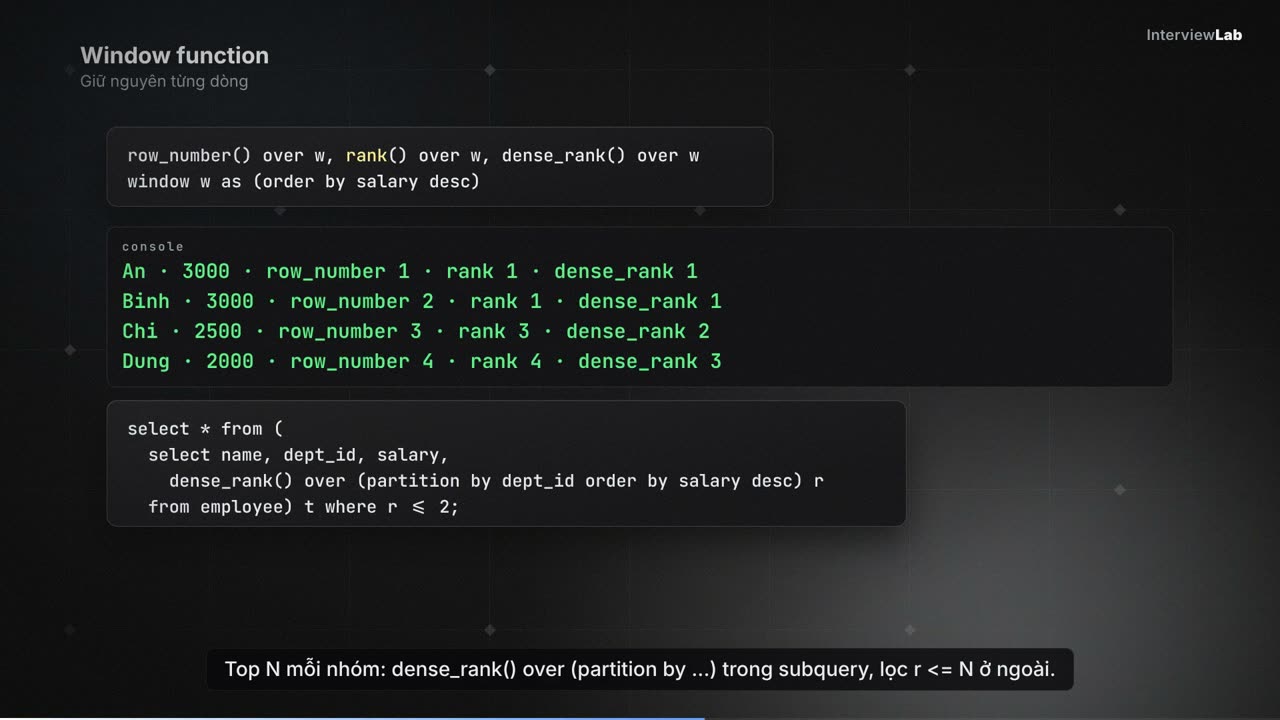 Window function
InterviewLab
Giữ nguyên từng dòng
row_number() over w, rank() over w, dense_rank() over w
window w as (order by salary desc)
console
An · 3000 · row_number 1 · rank 1 · dense_rank 1
Binh · 3000 · row_number 2 · rank 1 · dense_rank 1
Chi · 2500 · row_number 3 · rank 3 · dense_rank 2
Dung · 2000 · row_number 4 · rank 4 · dense_rank 3
select * from (
  select name, dept_id, salary,
    dense_rank() over (partition by dept_id order by salary desc) r
  from employee) t where r <= 2;
Top N mỗi nhóm: dense_rank() over (partition by ...) trong subquery, lọc r <= N ở ngoài.